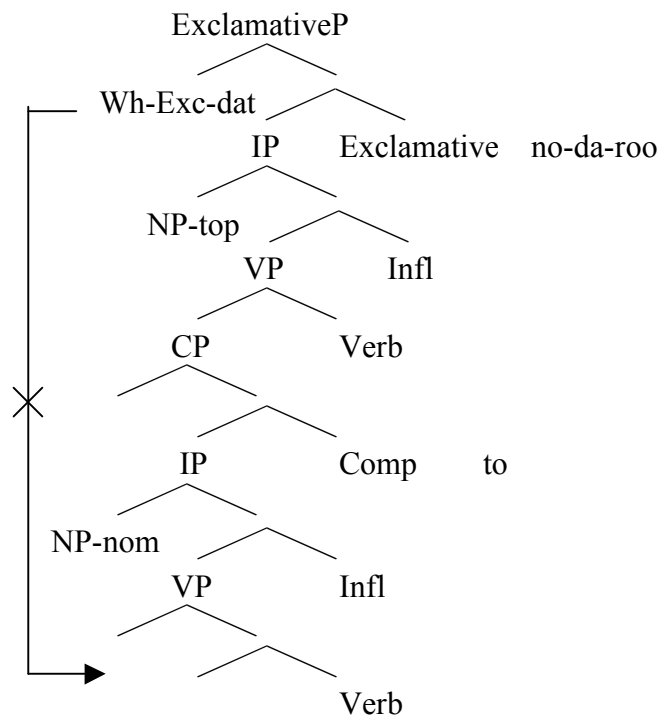 ExclamativeP
Wh-Exc-dat
IP Exclamative no-da-roo
NP-top
VP Infl
CP Verb
IP Comp to
NP-nom
VP Infl
Verb